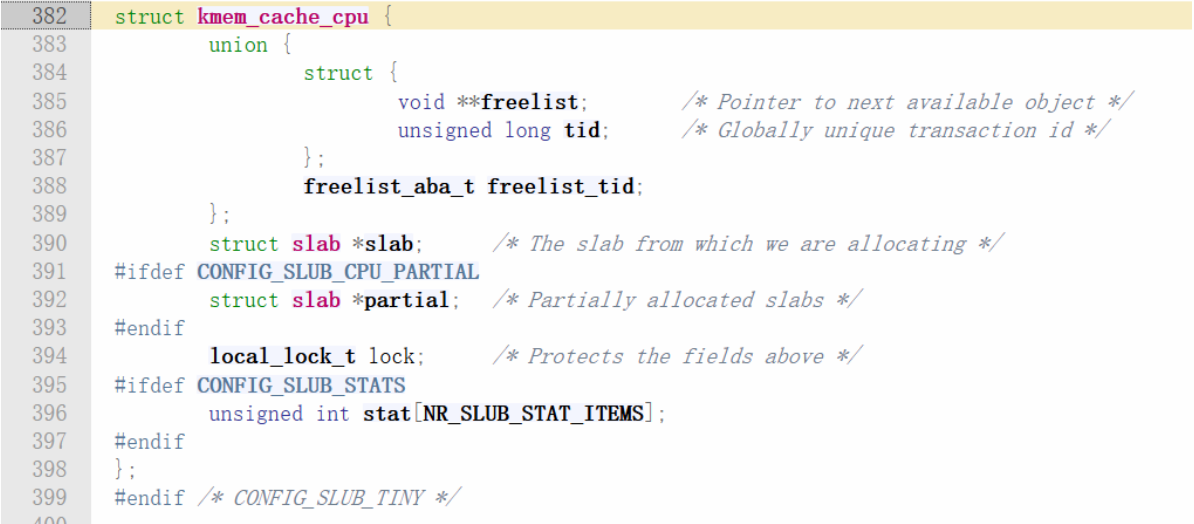 382 struct kmem_cache_cpu {
383 union {
384 struct {
385 void **freelist; /* Pointer to next available object */
386 unsigned long tid; /* Globally unique transaction id */
387 };
388 freelist_aba_t freelist_tid;
389 };
390 struct slab *slab; /* The slab from which we are allocating */
391 #ifdef CONFIG_SLUB_CPU_PARTIAL
392 struct slab *partial; /* Partially allocated slabs */
393 #endif
394 local_lock_t lock; /* Protects the fields above */
395 #ifdef CONFIG_SLUB_STATS
396 unsigned int stat[NR_SLUB_STAT_ITEMS];
397 #endif
398 };
399 #endif /* CONFIG_SLUB_TINY */
400